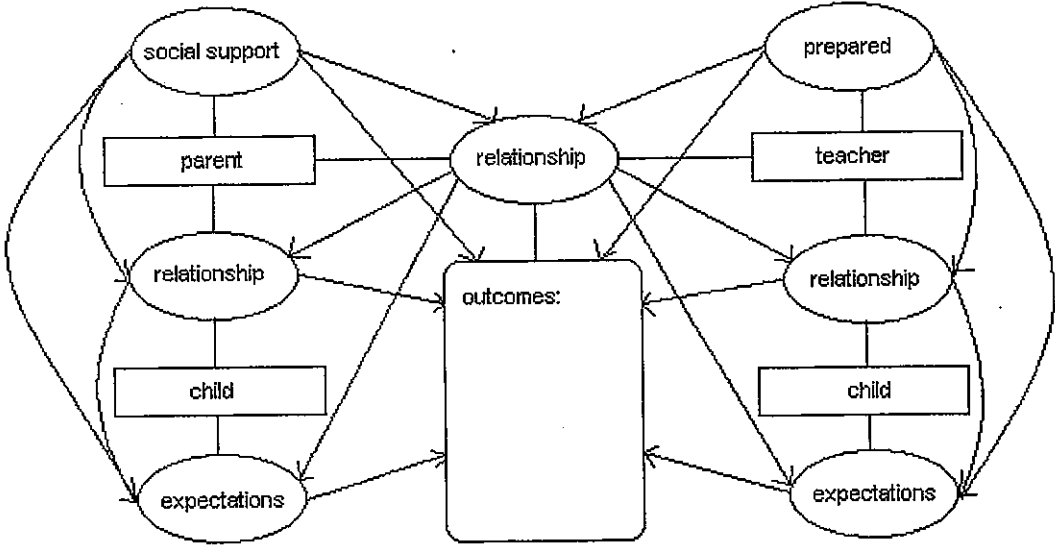 social support
prepared
relationship
parent
teacher
relationship
relationship
outcomes:
child
child
expectations
expectations